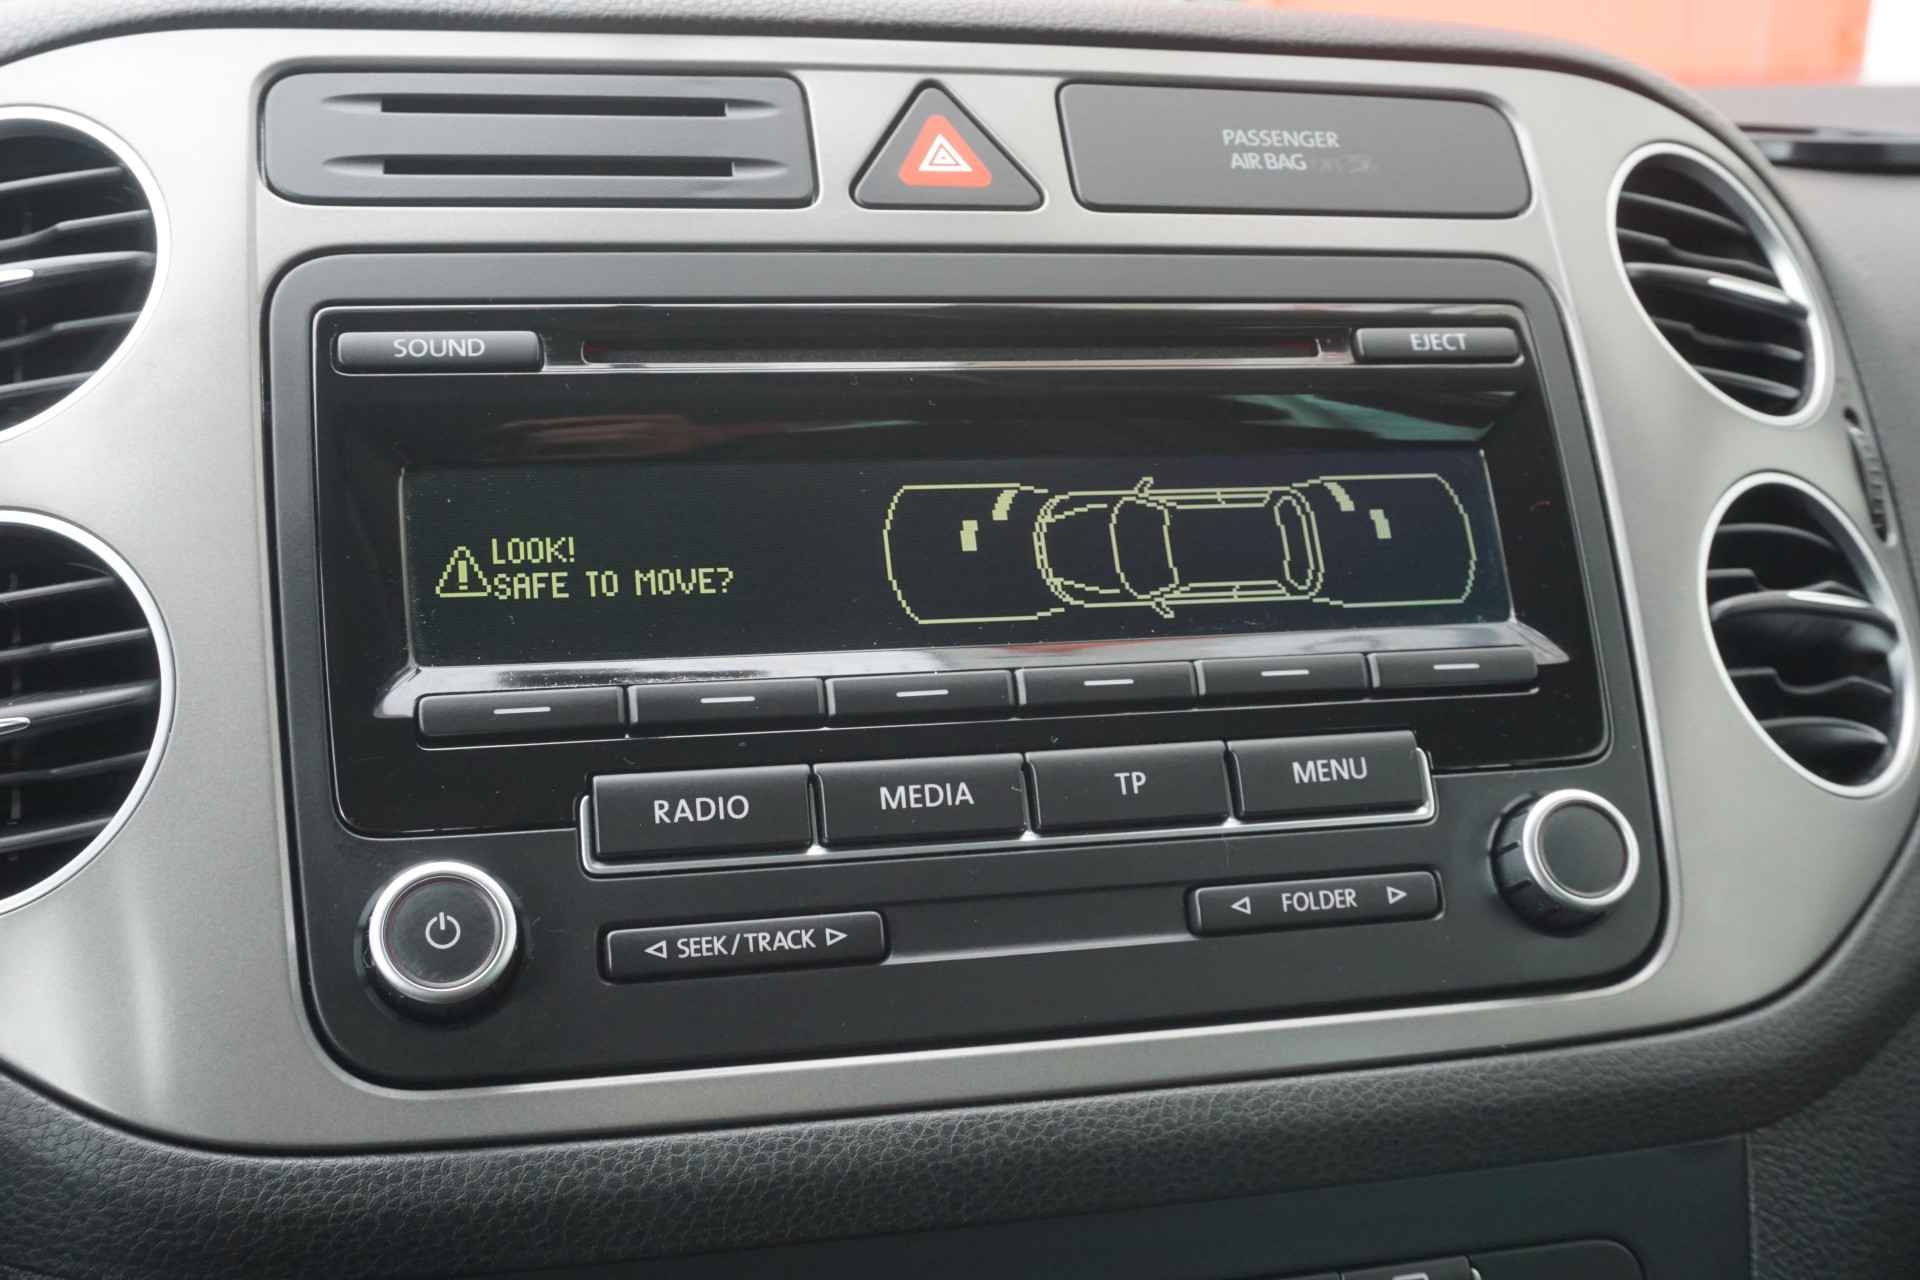 PASSENGER
AIR BAG
SOUND
EJECT
LOOK!
SAFE TO MOVE?
RADIO
MEDIA
TP
MENU
SEEK/TRACK
FOLDER